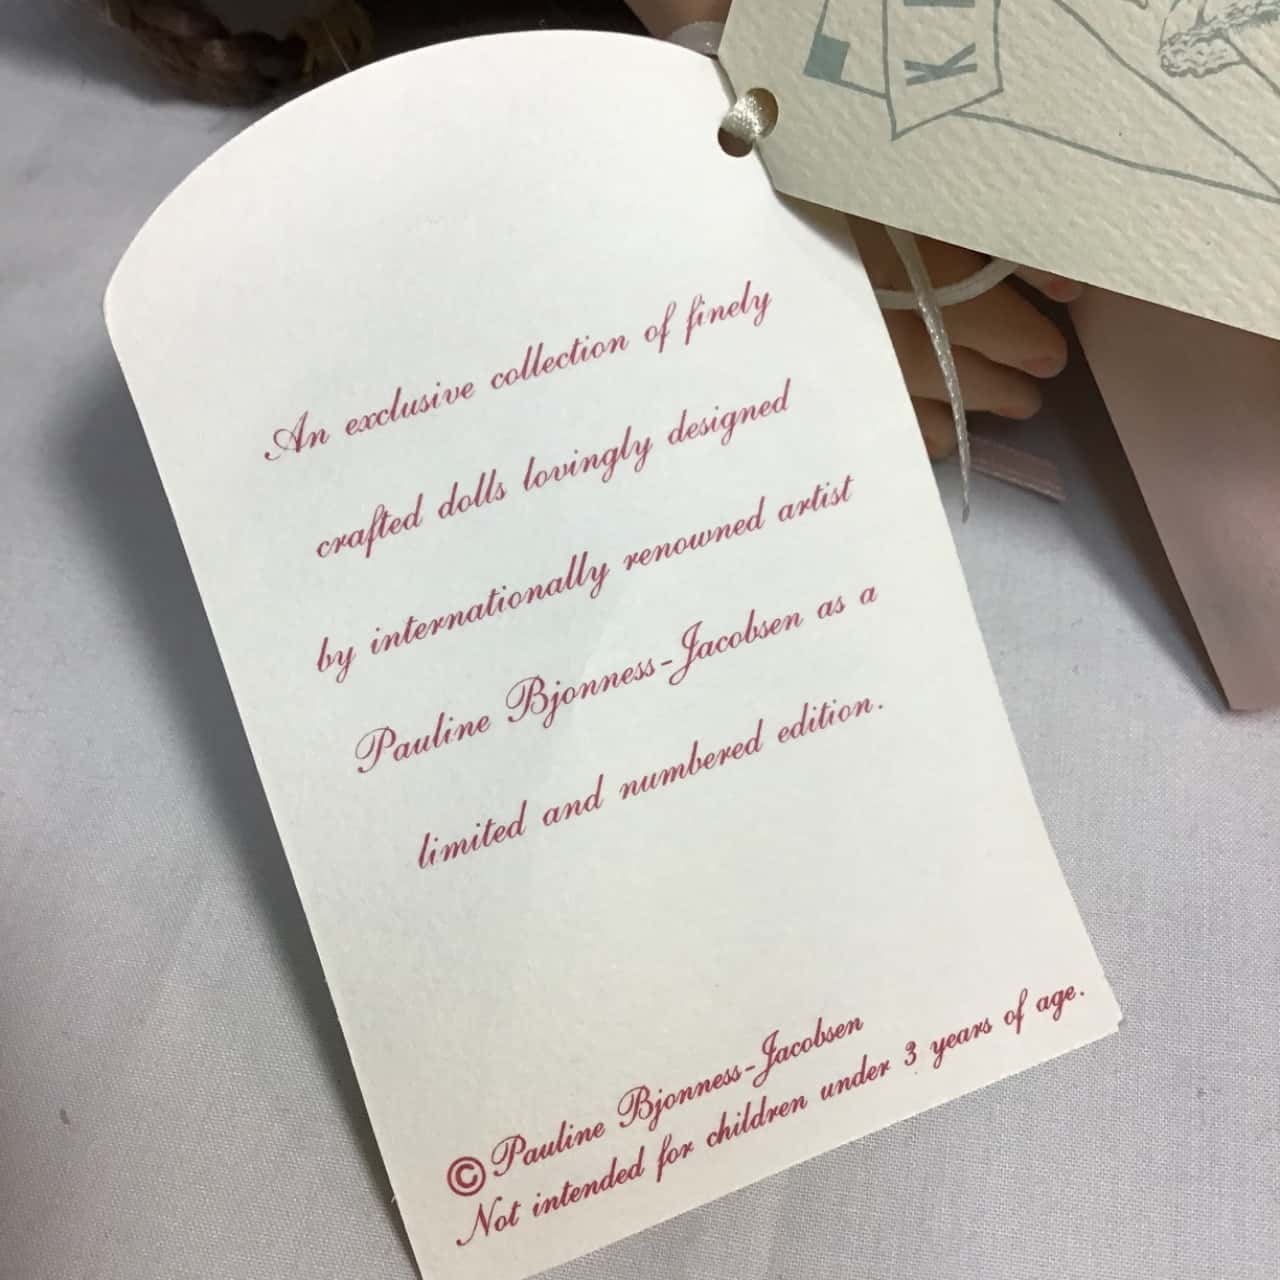 An exclusive collection of finely
crafted dolls lovingly designed
by internationally renowned artist
Pauline Bjonness-Jacobsen as a
limited and numbered edition.
© Pauline Bjonness-Jacobsen
Not intended for children under 3 years of age.